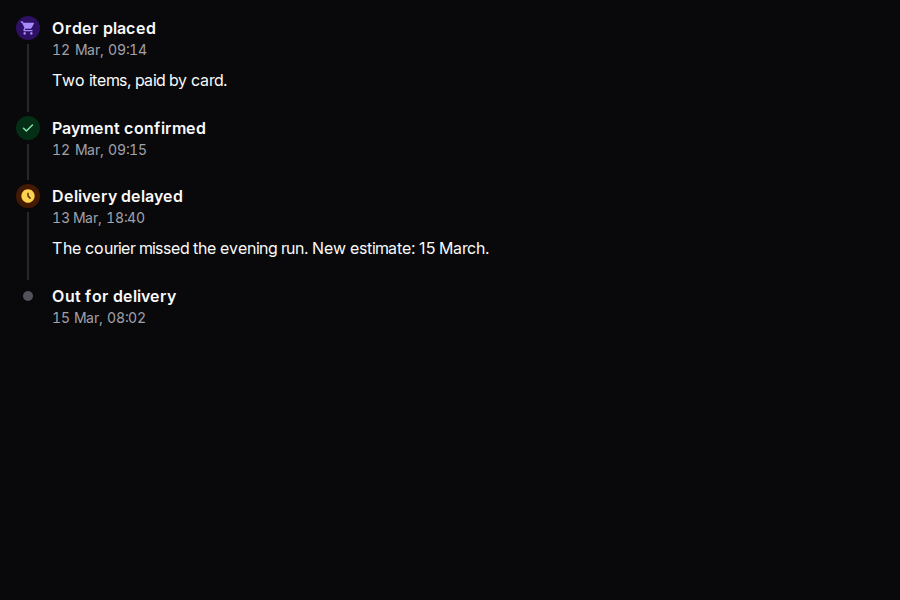 Order placed
12 Mar, 09:14
Two items, paid by card.
Payment confirmed
12 Mar, 09:15
Delivery delayed
13 Mar, 18:40
The courier missed the evening run. New estimate: 15 March.
Out for delivery
15 Mar, 08:02